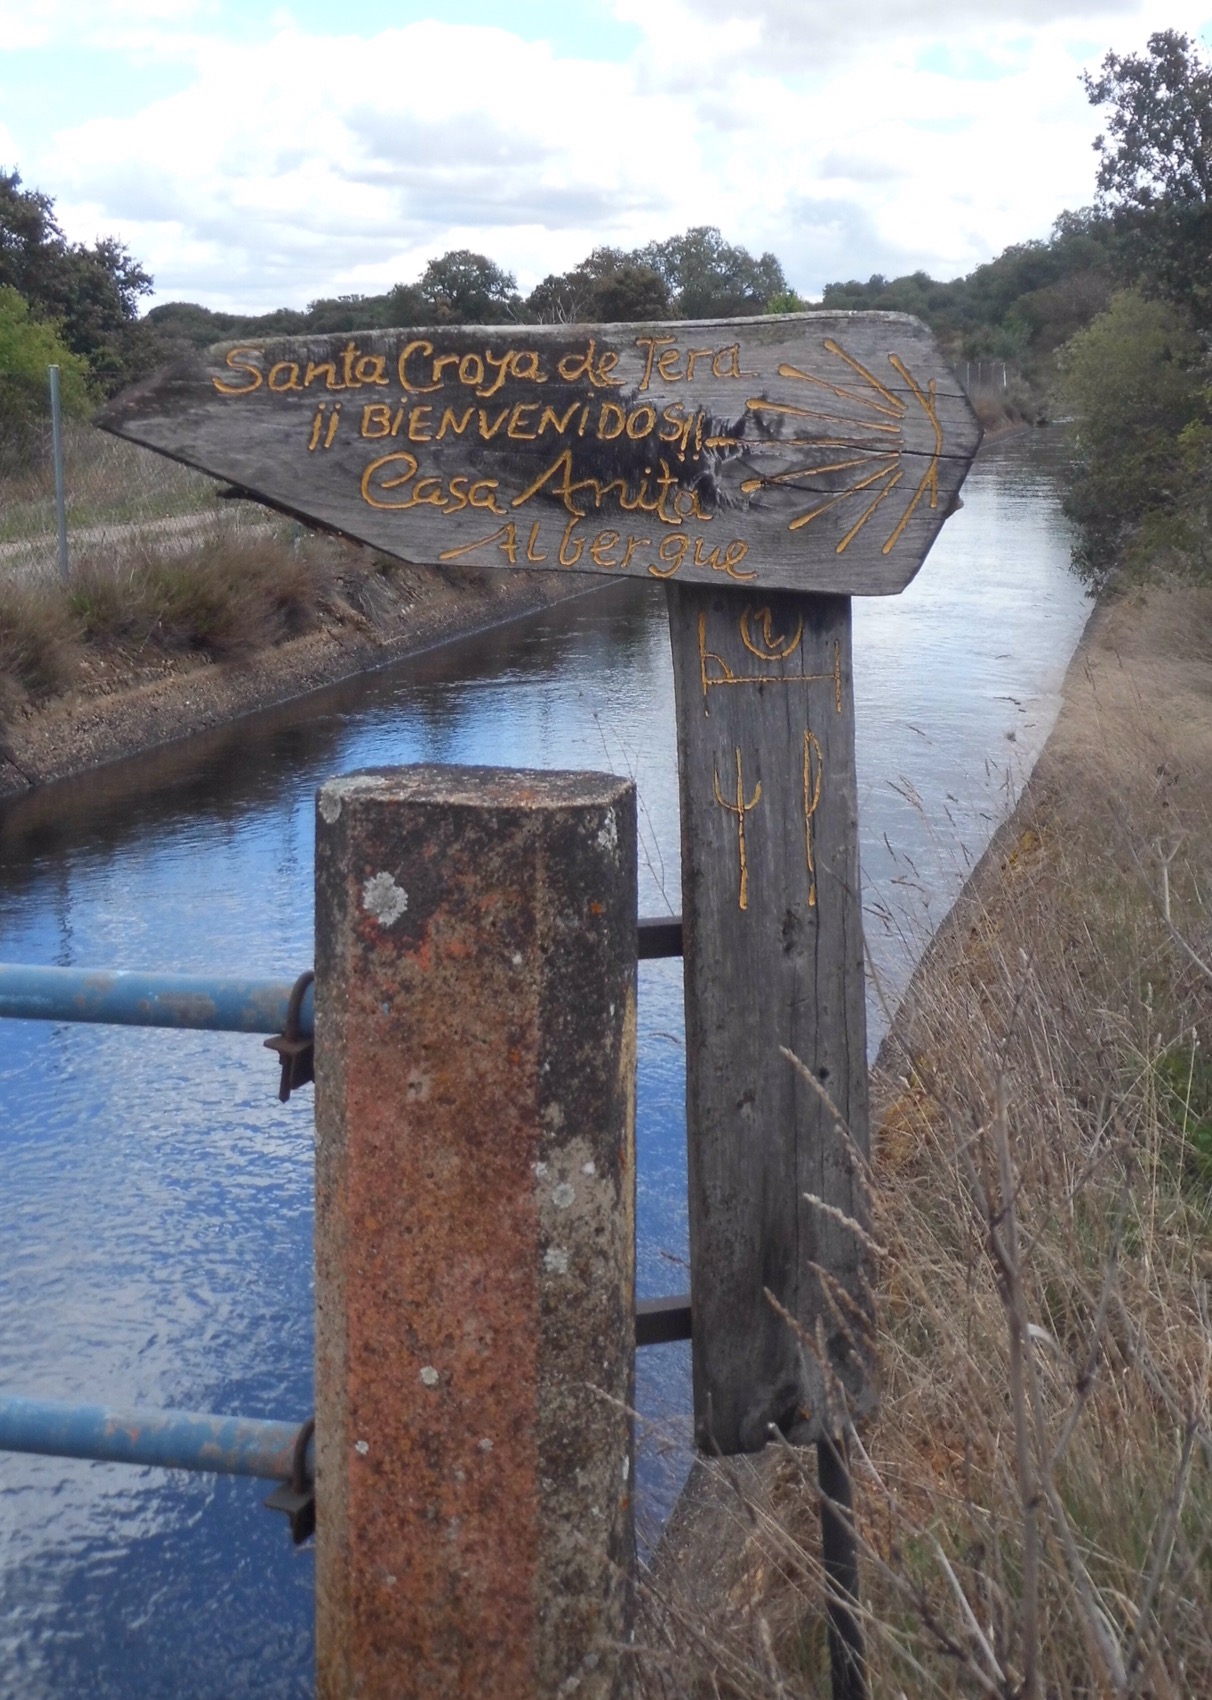 Santa Croya de Tera
¡¡BIENVENIDOS!!
Casa Anita
Albergue